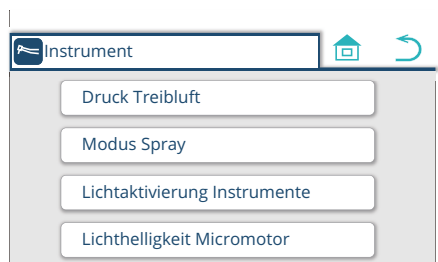 Instrument
Druck Treibluft
Modus Spray
Lichtaktivierung Instrumente
Lichthelligkeit Micromotor